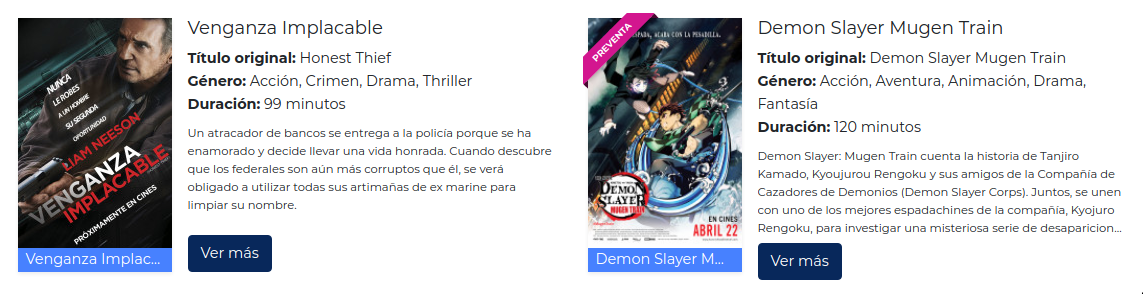 NUNCA
LE ROBES
A UN HOMBRE
SU SEGUNDA
OPORTUNIDAD
LIAM NEESON
VENGANZA
IMPLACABLE
PRÓXIMAMENTE EN CINES
Venganza Implac...
Venganza Implacable
Título original: Honest Thief
Género: Acción, Crimen, Drama, Thriller
Duración: 99 minutos
Un atracador de bancos se entrega a la policía porque se ha
enamorado y decide llevar una vida honrada. Cuando descubre
que los federales son aún más corruptos que él, se verá
obligado a utilizar todas sus artimañas de ex marine para
limpiar su nombre.
Ver más
PREVENTA
ESPADA, ACABA CON LA PESADILLA.
DEMON
SLAYER
MUGEN TRAIN
EN CINES
ABRIL 22
Demon Slayer M...
Demon Slayer Mugen Train
Título original: Demon Slayer Mugen Train
Género: Acción, Aventura, Animación, Drama,
Fantasía
Duración: 120 minutos
Demon Slayer: Mugen Train cuenta la historia de Tanjiro
Kamado, Kyoujurou Rengoku y sus amigos de la Compañía de
Cazadores de Demonios (Demon Slayer Corps). Juntos, se unen
con uno de los mejores espadachines de la compañía, Kyojuro
Rengoku, para investigar una misteriosa serie de desaparicion...
Ver más